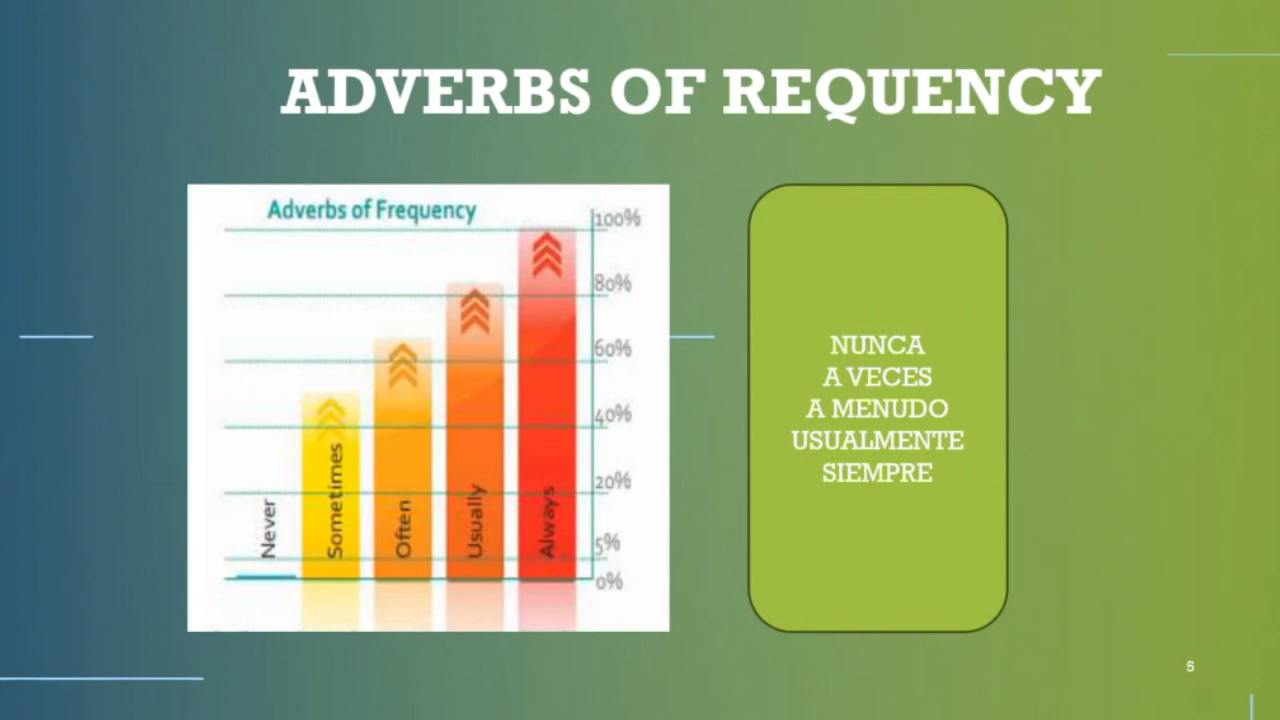 ADVERBS OF REQUENCY
Adverbs of Frequency
100%
80%
60%
40%
20%
5%
0%
Never
Sometimes
Often
Usually
Always
NUNCA
A VECES
A MENUDO
USUALMENTE
SIEMPRE
5